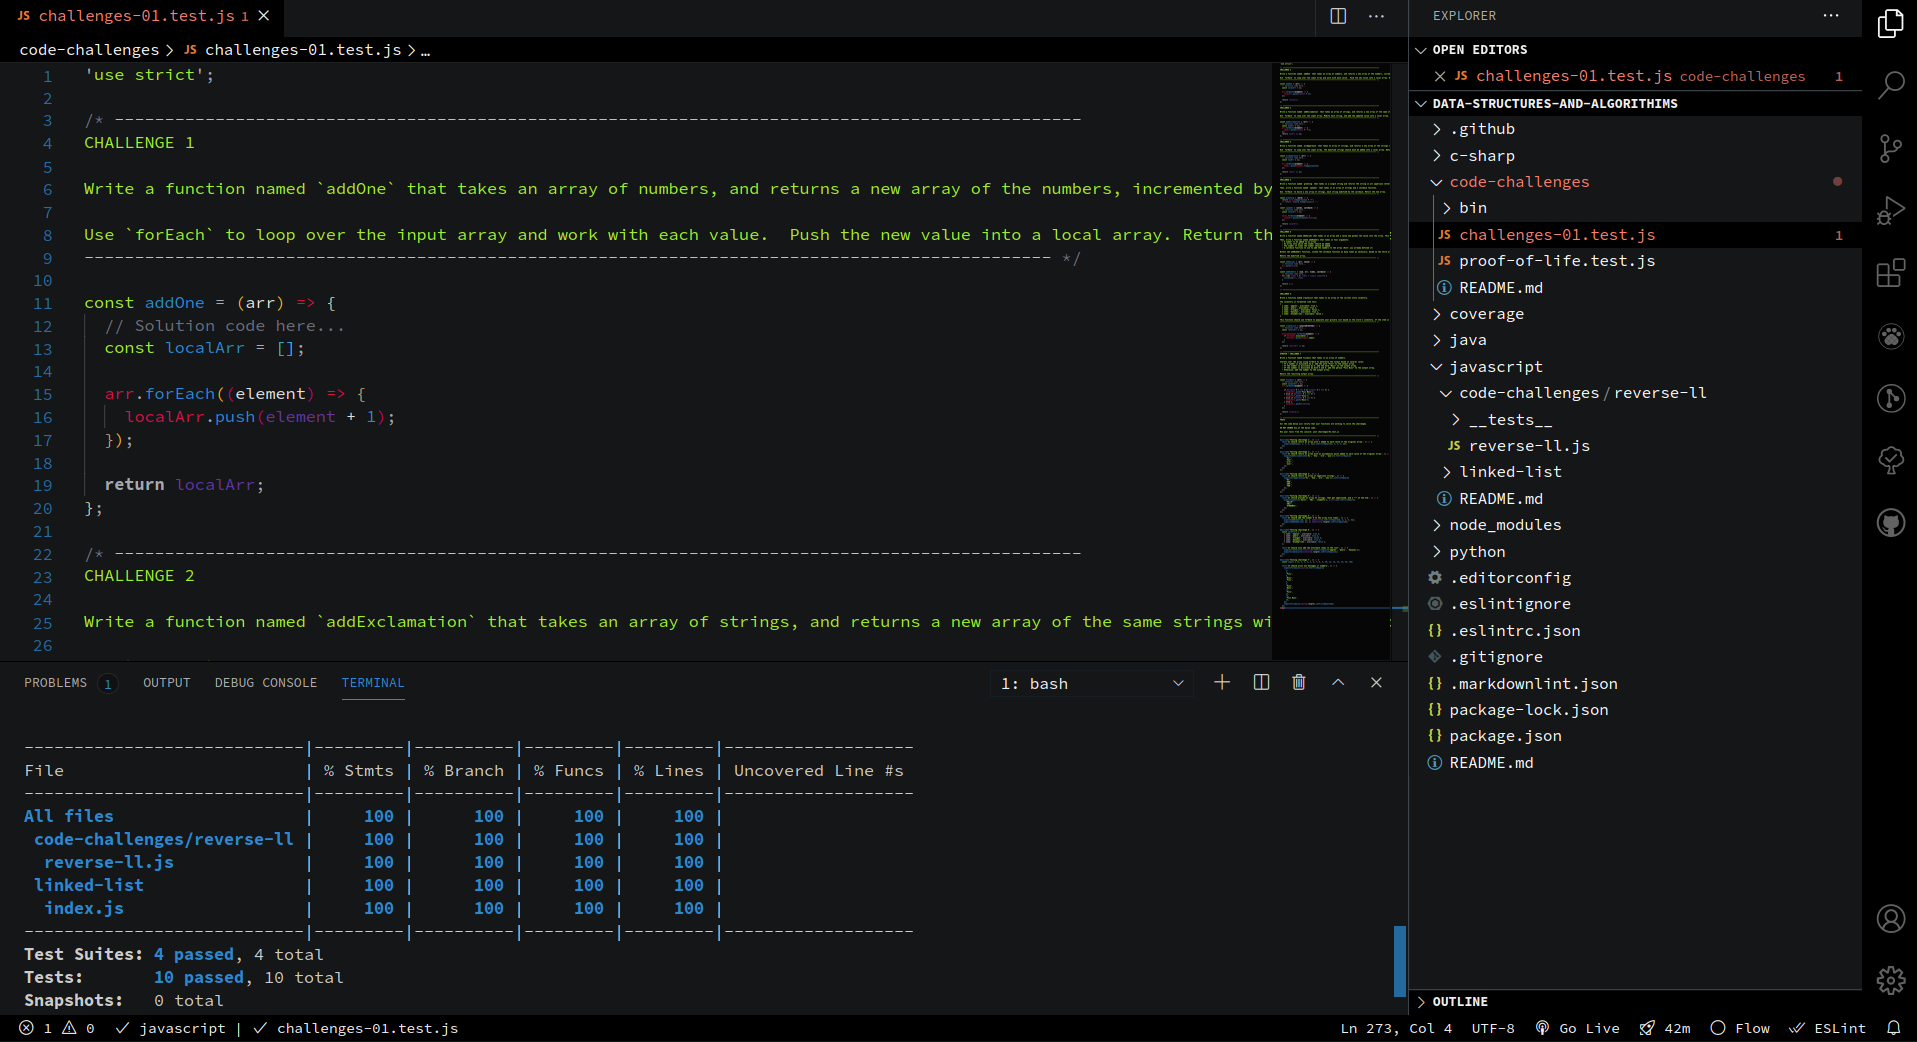 JS challenges-01.test.js 1
code-challenges > JS challenges-01.test.js > …
1 'use strict';
2
3 /* -------------------------------------------------------------------------------------------------
4 CHALLENGE 1
5
6 Write a function named `addOne` that takes an array of numbers, and returns a new array of the numbers, incremented by
7
8 Use `forEach` to loop over the input array and work with each value.  Push the new value into a local array. Return th
9 ------------------------------------------------------------------------------------------------- */
10
11 const addOne = (arr) => {
12 // Solution code here...
13 const localArr = [];
14
15 arr.forEach((element) => {
16 localArr.push(element + 1);
17 });
18
19 return localArr;
20 };
21
22 /* -------------------------------------------------------------------------------------------------
23 CHALLENGE 2
24
25 Write a function named `addExclamation` that takes an array of strings, and returns a new array of the same strings wi
26
PROBLEMS 1 OUTPUT DEBUG CONSOLE TERMINAL
1: bash
----------------------------|---------|----------|---------|---------|-------------------
File | % Stmts | % Branch | % Funcs | % Lines | Uncovered Line #s
----------------------------|---------|----------|---------|---------|-------------------
All files | 100 | 100 | 100 | 100 |
code-challenges/reverse-ll | 100 | 100 | 100 | 100 |
reverse-ll.js | 100 | 100 | 100 | 100 |
linked-list | 100 | 100 | 100 | 100 |
index.js | 100 | 100 | 100 | 100 |
----------------------------|---------|----------|---------|---------|-------------------
Test Suites: 4 passed, 4 total
Tests: 10 passed, 10 total
Snapshots: 0 total
EXPLORER
OPEN EDITORS
JS challenges-01.test.js code-challenges 1
DATA-STRUCTURES-AND-ALGORITHIMS
.github
c-sharp
code-challenges
bin
JS challenges-01.test.js 1
JS proof-of-life.test.js
README.md
coverage
java
javascript
code-challenges / reverse-ll
__tests__
JS reverse-ll.js
linked-list
README.md
node_modules
python
.editorconfig
.eslintignore
{} .eslintrc.json
.gitignore
{} .markdownlint.json
{} package-lock.json
{} package.json
README.md
OUTLINE
1 0 javascript | challenges-01.test.js
Ln 273, Col 4 UTF-8 Go Live 42m Flow ESLint